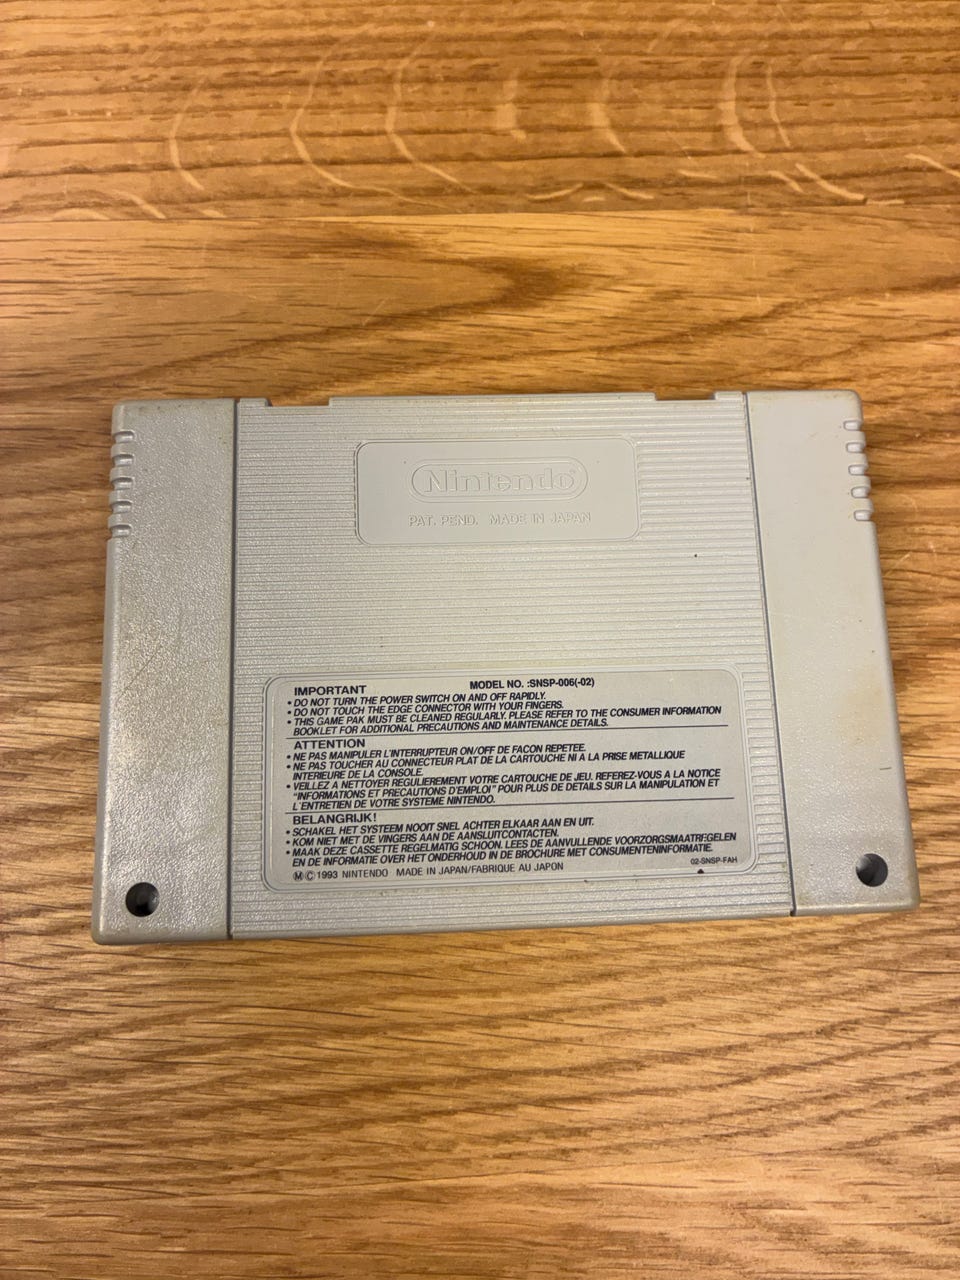 Nintendo®
PAT. PEND. MADE IN JAPAN
IMPORTANT MODEL NO. :SNSP-006(-02)
• DO NOT TURN THE POWER SWITCH ON AND OFF RAPIDLY.
• DO NOT TOUCH THE EDGE CONNECTOR WITH YOUR FINGERS.
• THIS GAME PAK MUST BE CLEANED REGULARLY. PLEASE REFER TO THE CONSUMER INFORMATION
BOOKLET FOR ADDITIONAL PRECAUTIONS AND MAINTENANCE DETAILS.
ATTENTION
• NE PAS MANIPULER L'INTERRUPTEUR ON/OFF DE FACON REPETEE.
• NE PAS TOUCHER AU CONNECTEUR PLAT DE LA CARTOUCHE NI A LA PRISE METALLIQUE
INTERIEURE DE LA CONSOLE.
• VEILLEZ A NETTOYER REGULIEREMENT VOTRE CARTOUCHE DE JEU. REFEREZ-VOUS A LA NOTICE
"INFORMATIONS ET PRECAUTIONS D'EMPLOI" POUR PLUS DE DETAILS SUR LA MANIPULATION ET
L'ENTRETIEN DE VOTRE SYSTEME NINTENDO.
BELANGRIJK!
• SCHAKEL HET SYSTEEM NOOIT SNEL ACHTER ELKAAR AAN EN UIT.
• KOM NIET MET DE VINGERS AAN DE AANSLUITCONTACTEN.
• MAAK DEZE CASSETTE REGELMATIG SCHOON. LEES DE AANVULLENDE VOORZORGSMAATREGELEN
EN DE INFORMATIE OVER HET ONDERHOUD IN DE BROCHURE MET CONSUMENTENINFORMATIE.
Ⓜ © 1993 NINTENDO MADE IN JAPAN/FABRIQUE AU JAPON 02-SNSP-FAH